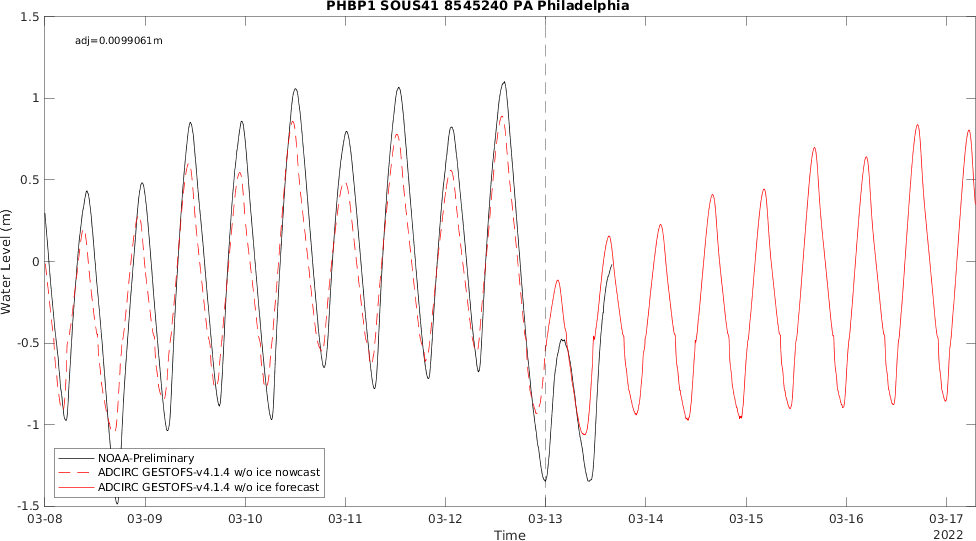 PHBP1 SOUS41 8545240 PA Philadelphia
adj=0.0099061m
Water Level (m)
1.5
1
0.5
0
-0.5
-1
-1.5
NOAA-Preliminary
ADCIRC GESTOFS-v4.1.4 w/o ice nowcast
ADCIRC GESTOFS-v4.1.4 w/o ice forecast
03-08 03-09 03-10 03-11 03-12 03-13 03-14 03-15 03-16 03-17
Time 2022